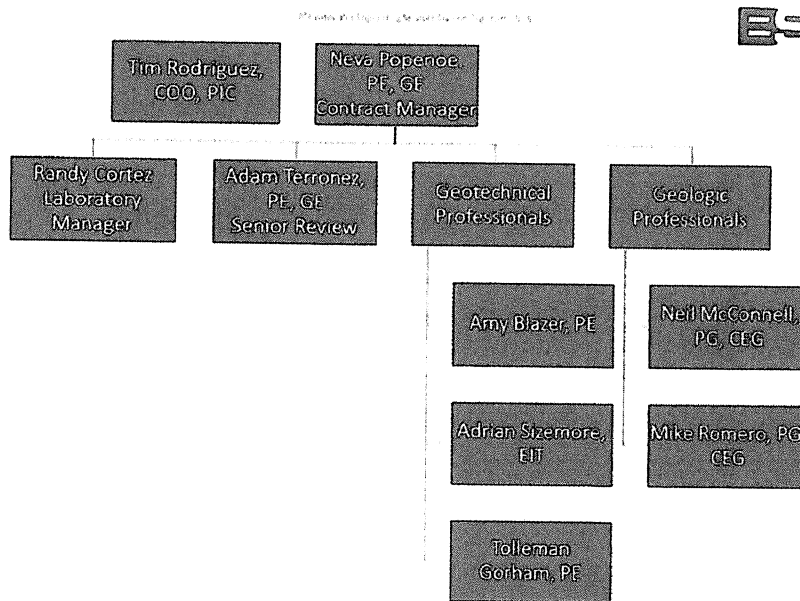 ES
Tim Rodriguez,
COO, PIC
Neva Popenoe,
PE, GE
Contract Manager
Randy Cortez
Laboratory
Manager
Adam Terronez,
PE, GE
Senior Review
Geotechnical
Professionals
Geologic
Professionals
Amy Blazer, PE
Neil McConnell,
PG, CEG
Adrian Sizemore,
EIT
Mike Romero, PG,
CEG
Tolleman
Gorham, PE